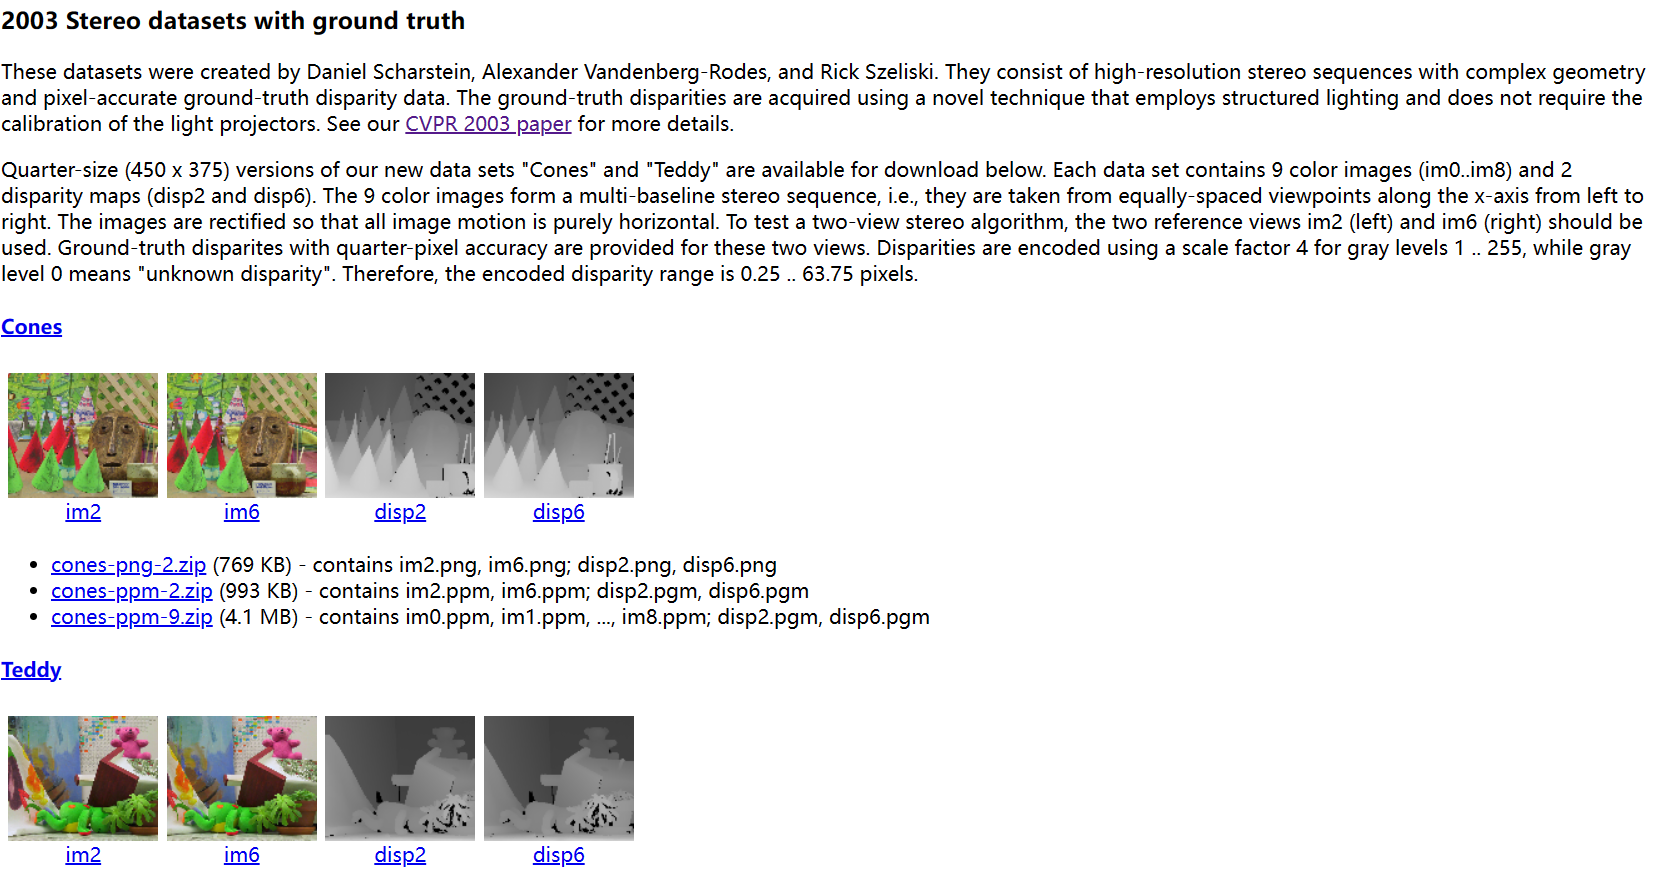 2003 Stereo datasets with ground truth
These datasets were created by Daniel Scharstein, Alexander Vandenberg-Rodes, and Rick Szeliski. They consist of high-resolution stereo sequences with complex geometry
and pixel-accurate ground-truth disparity data. The ground-truth disparities are acquired using a novel technique that employs structured lighting and does not require the
calibration of the light projectors. See our CVPR 2003 paper for more details.
Quarter-size (450 x 375) versions of our new data sets "Cones" and "Teddy" are available for download below. Each data set contains 9 color images (im0..im8) and 2
disparity maps (disp2 and disp6). The 9 color images form a multi-baseline stereo sequence, i.e., they are taken from equally-spaced viewpoints along the x-axis from left to
right. The images are rectified so that all image motion is purely horizontal. To test a two-view stereo algorithm, the two reference views im2 (left) and im6 (right) should be
used. Ground-truth disparites with quarter-pixel accuracy are provided for these two views. Disparities are encoded using a scale factor 4 for gray levels 1 .. 255, while gray
level 0 means "unknown disparity". Therefore, the encoded disparity range is 0.25 .. 63.75 pixels.
Cones
im2 im6 disp2 disp6
cones-png-2.zip (769 KB) - contains im2.png, im6.png; disp2.png, disp6.png
cones-ppm-2.zip (993 KB) - contains im2.ppm, im6.ppm; disp2.pgm, disp6.pgm
cones-ppm-9.zip (4.1 MB) - contains im0.ppm, im1.ppm, ..., im8.ppm; disp2.pgm, disp6.pgm
Teddy
im2 im6 disp2 disp6